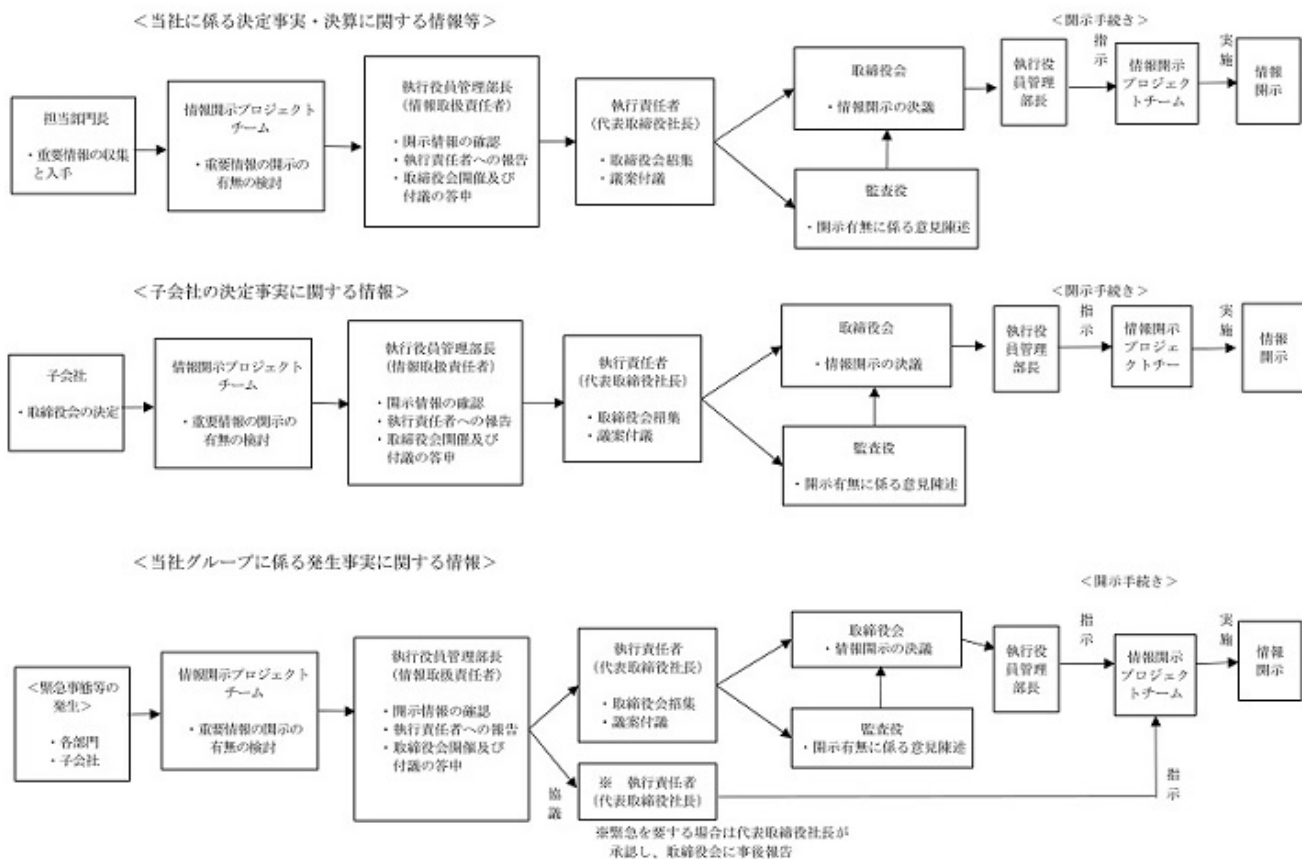 ＜当社に係る決定事実・決算に関する情報等＞
担当部門長
・重要情報の収集
と入手
情報開示プロジェクト
チーム
・重要情報の開示の
有無の検討
執行役員管理部長
(情報取扱責任者)
・開示情報の確認
・執行責任者への報告
・取締役会開催及び
付議の答申
執行責任者
(代表取締役社長)
・取締役会招集
・議案付議
取締役会
・情報開示の決議
監査役
・開示有無に係る意見陳述
＜開示手続き＞
執行役
員管理
部長
指示
情報開示
プロジェク
トチーム
実施
情報
開示
＜子会社の決定事実に関する情報＞
子会社
・取締役会の決定
情報開示プロジェクト
チーム
・重要情報の開示の
有無の検討
執行役員管理部長
(情報取扱責任者)
・開示情報の確認
・執行責任者への報告
・取締役会開催及び
付議の答申
執行責任者
(代表取締役社長)
・取締役会招集
・議案付議
取締役会
・情報開示の決議
監査役
・開示有無に係る意見陳述
＜開示手続き＞
執行役
員管理
部長
指示
情報開示
プロジェ
クトチー
実施
情報
開示
＜当社グループに係る発生事実に関する情報＞
＜緊急事態等の
発生＞
・各部門
・子会社
情報開示プロジェクト
チーム
・重要情報の開示の
有無の検討
執行役員管理部長
(情報取扱責任者)
・開示情報の確認
・執行責任者への報告
・取締役会開催及び
付議の答申
執行責任者
(代表取締役社長)
・取締役会招集
・議案付議
取締役会
・情報開示の決議
監査役
・開示有無に係る意見陳述
協議
※ 執行責任者
(代表取締役社長)
※緊急を要する場合は代表取締役社長が
承認し、取締役会に事後報告
＜開示手続き＞
執行役
員管理
部長
指示
情報開示
プロジェク
トチーム
指示
実施
情報
開示